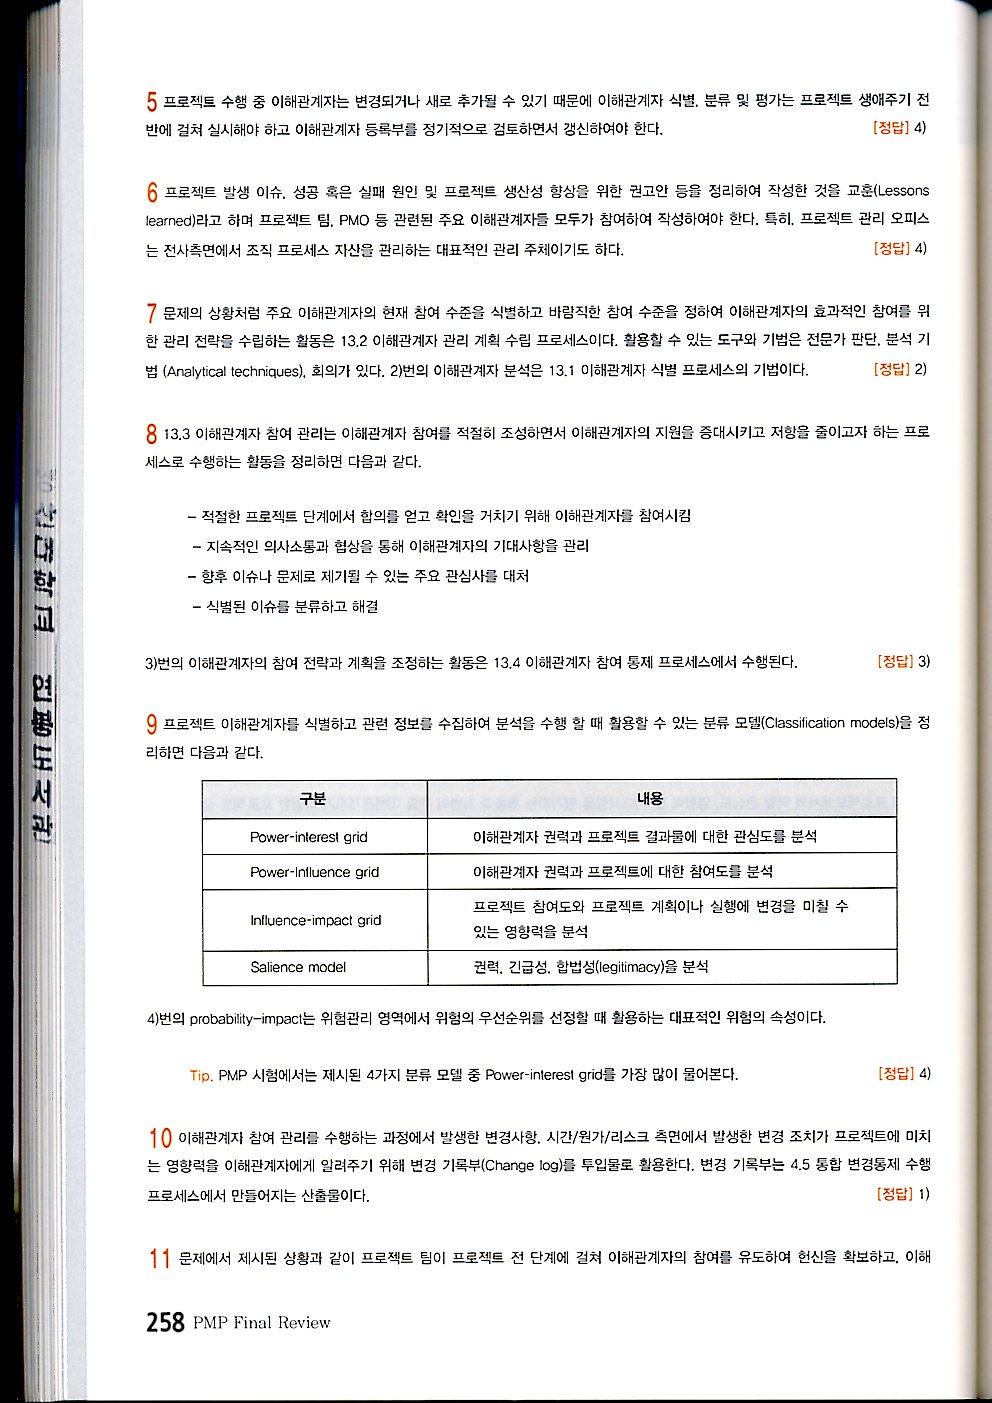 5 프로젝트 수행 중 이해관계자는 변경되거나 새로 추가될 수 있기 때문에 이해관계자 식별, 분류 및 평가는 프로젝트 생애주기 전
반에 걸쳐 실시해야 하고 이해관계자 등록부를 정기적으로 검토하면서 갱신하여야 한다. [정답] 4)
6 프로젝트 발생 이슈, 성공 혹은 실패 원인 및 프로젝트 생산성 향상을 위한 권고안 등을 정리하여 작성한 것을 교훈(Lessons
learned)라고 하며 프로젝트 팀, PMO 등 관련된 주요 이해관계자들 모두가 참여하여 작성하여야 한다. 특히, 프로젝트 관리 오피스
는 전사측면에서 조직 프로세스 자산을 관리하는 대표적인 관리 주체이기도 하다. [정답] 4)
7 문제의 상황처럼 주요 이해관계자의 현재 참여 수준을 식별하고 바람직한 참여 수준을 정하여 이해관계자의 효과적인 참여를 위
한 관리 전략을 수립하는 활동은 13.2 이해관계자 관리 계획 수립 프로세스이다. 활용할 수 있는 도구와 기법은 전문가 판단, 분석 기
법 (Analytical techniques), 회의가 있다. 2)번의 이해관계자 분석은 13.1 이해관계자 식별 프로세스의 기법이다. [정답] 2)
8 13.3 이해관계자 참여 관리는 이해관계자 참여를 적절히 조성하면서 이해관계자의 지원을 증대시키고 저항을 줄이고자 하는 프로
세스로 수행하는 활동을 정리하면 다음과 같다.
– 적절한 프로젝트 단계에서 합의를 얻고 확인을 거치기 위해 이해관계자를 참여시킴
– 지속적인 의사소통과 협상을 통해 이해관계자의 기대사항을 관리
– 향후 이슈나 문제로 제기될 수 있는 주요 관심사를 대처
– 식별된 이슈를 분류하고 해결
3)번의 이해관계자의 참여 전략과 계획을 조정하는 활동은 13.4 이해관계자 참여 통제 프로세스에서 수행된다. [정답] 3)
9 프로젝트 이해관계자를 식별하고 관련 정보를 수집하여 분석을 수행 할 때 활용할 수 있는 분류 모델(Classification models)을 정
리하면 다음과 같다.
구분 내용
Power-interest grid 이해관계자 권력과 프로젝트 결과물에 대한 관심도를 분석
Power-Influence grid 이해관계자 권력과 프로젝트에 대한 참여도를 분석
Influence-impact grid 프로젝트 참여도와 프로젝트 계획이나 실행에 변경을 미칠 수
있는 영향력을 분석
Salience model 권력, 긴급성, 합법성(legitimacy)을 분석
4)번의 probability-impact는 위험관리 영역에서 위험의 우선순위를 선정할 때 활용하는 대표적인 위험의 속성이다.
Tip. PMP 시험에서는 제시된 4가지 분류 모델 중 Power-interest grid를 가장 많이 물어본다. [정답] 4)
10 이해관계자 참여 관리를 수행하는 과정에서 발생한 변경사항, 시간/원가/리스크 측면에서 발생한 변경 조치가 프로젝트에 미치
는 영향력을 이해관계자에게 알려주기 위해 변경 기록부(Change log)를 투입물로 활용한다. 변경 기록부는 4.5 통합 변경통제 수행
프로세스에서 만들어지는 산출물이다. [정답] 1)
11 문제에서 제시된 상황과 같이 프로젝트 팀이 프로젝트 전 단계에 걸쳐 이해관계자의 참여를 유도하여 헌신을 확보하고, 이해
258 PMP Final Review
대학교
도서관